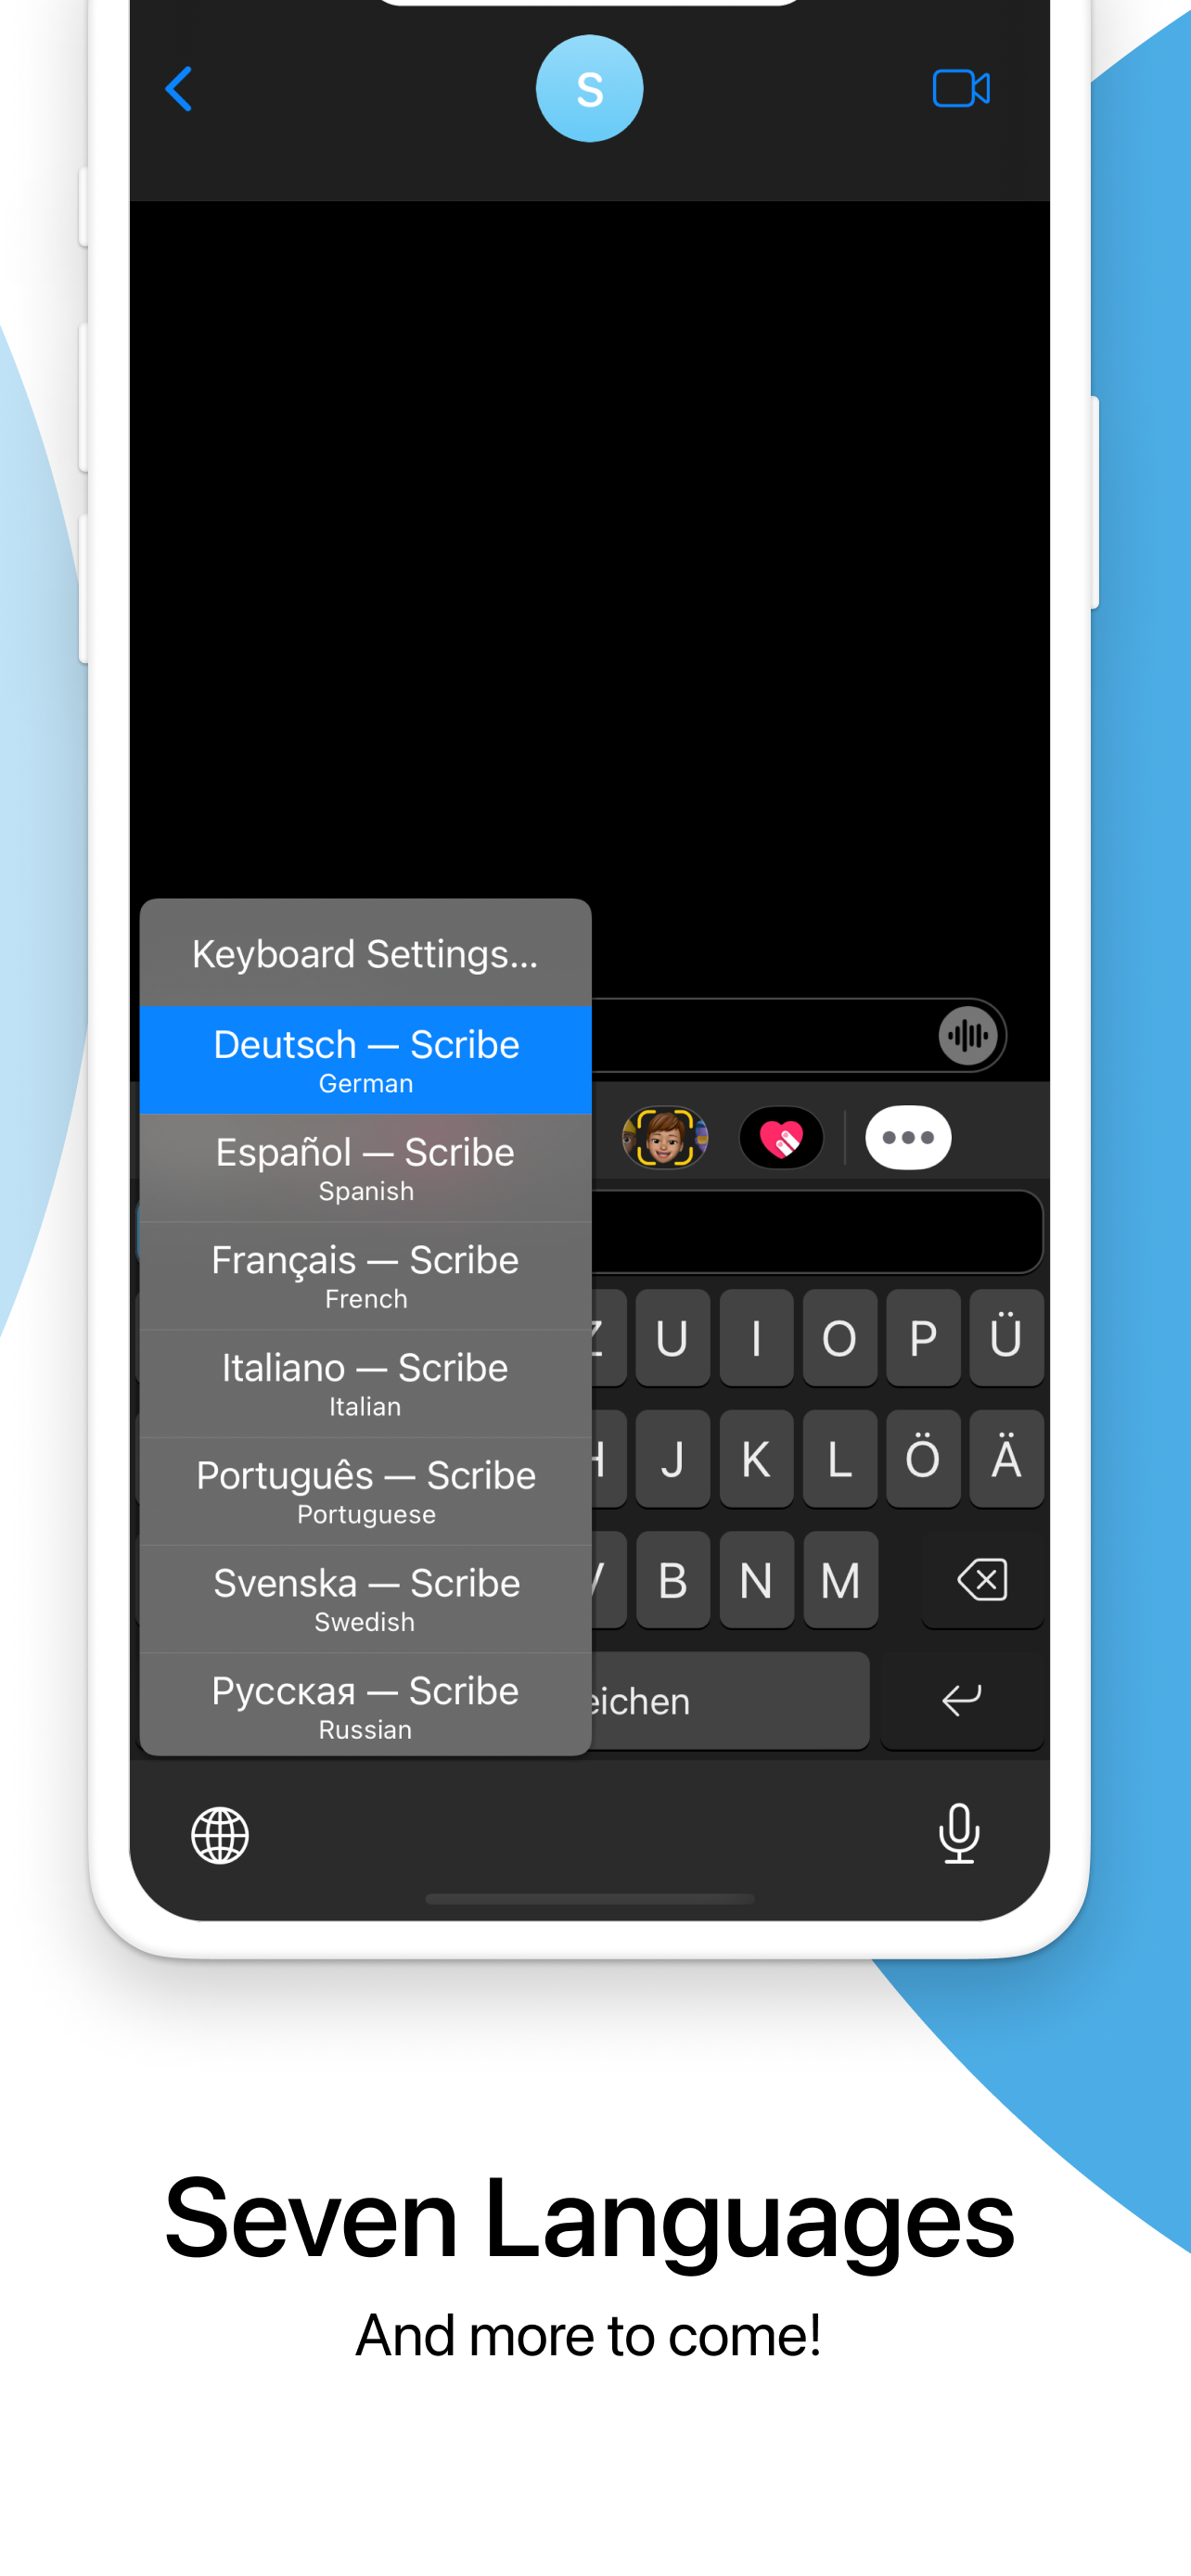 S
Keyboard Settings...
Deutsch — Scribe
German
Español — Scribe
Spanish
Français — Scribe
French
Italiano — Scribe
Italian
Português — Scribe
Portuguese
Svenska — Scribe
Swedish
Русская — Scribe
Russian
U I O P Ü
J K L Ö Ä
B N M
Seven Languages
And more to come!